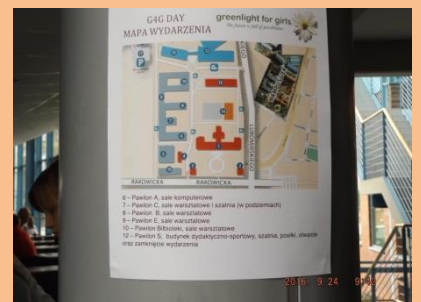 G4G DAY
MAPA WYDARZENIA
greenlight for girls
RAKOWICKA
RAKOWICKA
6 – Pawilon A, sale komputerowe
7 – Pawilon C, sale warsztatowe i szatnia (w podziemiach)
8 – Pawilon B, sale warsztatowe
9 – Pawilon E, sale warsztatowe
10 – Pawilon Biblioteki, sale warsztatowe
12 – Pawilon S, budynek dydaktyczno-sportowy, szatnia, posiłki, otwarcie
oraz zamknięcie wydarzenia
2016 9 24